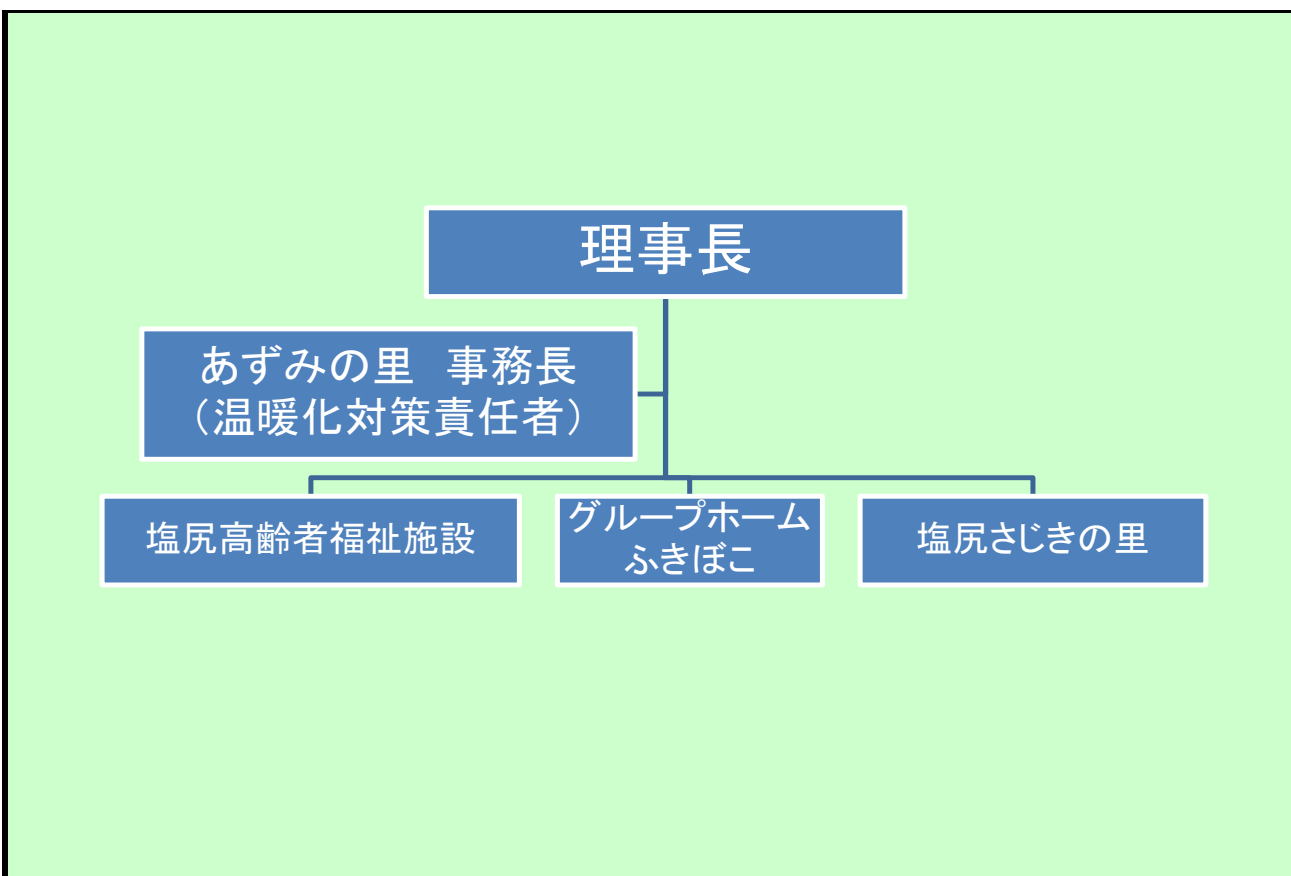 理事長
あずみの里　事務長
（温暖化対策責任者）
塩尻高齢者福祉施設
グループホーム
ふきぼこ
塩尻さじきの里